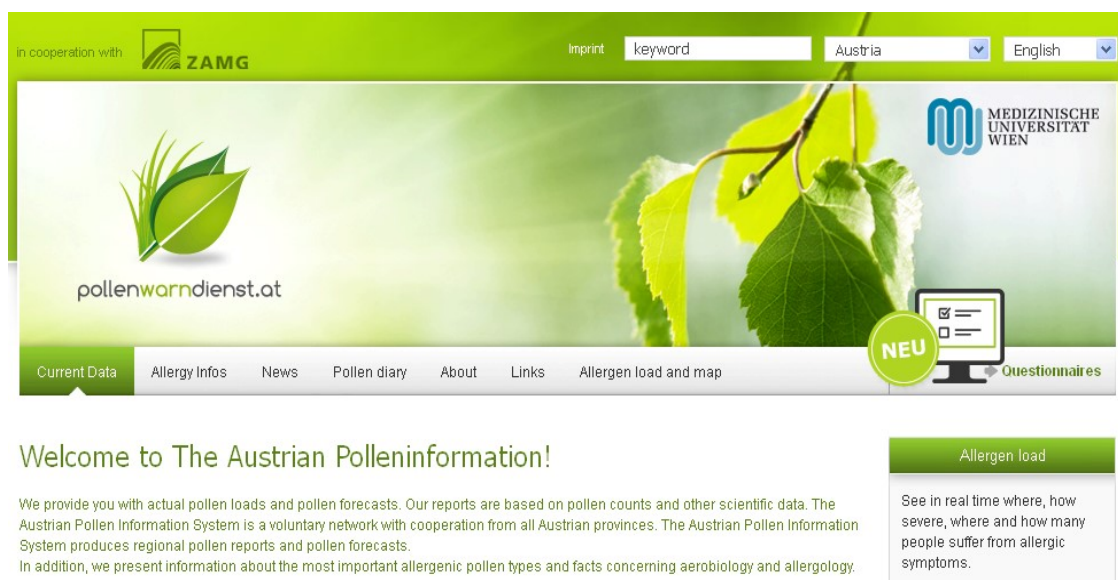 in cooperation with
ZAMG
Imprint
keyword
Austria
English
MEDIZINISCHE
UNIVERSITÄT
WIEN
pollenwarndienst.at
NEU
Current Data
Allergy Infos
News
Pollen diary
About
Links
Allergen load and map
Questionnaires
Welcome to The Austrian Polleninformation!
We provide you with actual pollen loads and pollen forecasts. Our reports are based on pollen counts and other scientific data. The
Austrian Pollen Information System is a voluntary network with cooperation from all Austrian provinces. The Austrian Pollen Information
System produces regional pollen reports and pollen forecasts.
In addition, we present information about the most important allergenic pollen types and facts concerning aerobiology and allergology.
Allergen load
See in real time where, how
severe, where and how many
people suffer from allergic
symptoms.